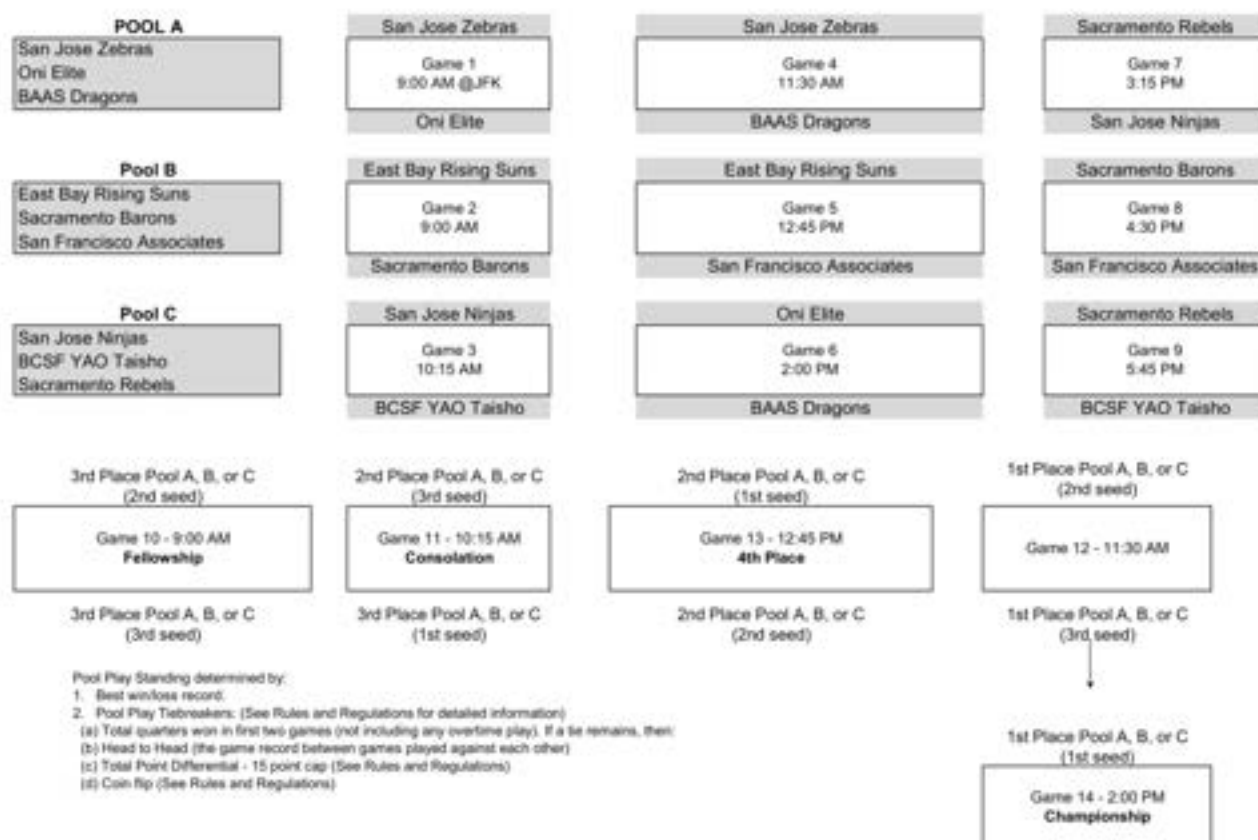 POOL A
San Jose Zebras
Oni Elite
BAAS Dragons
San Jose Zebras
Game 1
9:00 AM @JFK
Oni Elite
San Jose Zebras
Game 4
11:30 AM
BAAS Dragons
Sacramento Rebels
Game 7
3:15 PM
San Jose Ninjas
Pool B
East Bay Rising Suns
Sacramento Barons
San Francisco Associates
East Bay Rising Suns
Game 2
9:00 AM
Sacramento Barons
East Bay Rising Suns
Game 5
12:45 PM
San Francisco Associates
Sacramento Barons
Game 8
4:30 PM
San Francisco Associates
Pool C
San Jose Ninjas
BCSF YAO Taisho
Sacramento Rebels
San Jose Ninjas
Game 3
10:15 AM
BCSF YAO Taisho
Oni Elite
Game 6
2:00 PM
BAAS Dragons
Sacramento Rebels
Game 9
5:45 PM
BCSF YAO Taisho
3rd Place Pool A, B, or C
(2nd seed)
Game 10 - 9:00 AM
Fellowship
3rd Place Pool A, B, or C
(3rd seed)
2nd Place Pool A, B, or C
(3rd seed)
Game 11 - 10:15 AM
Consolation
3rd Place Pool A, B, or C
(1st seed)
2nd Place Pool A, B, or C
(1st seed)
Game 13 - 12:45 PM
4th Place
2nd Place Pool A, B, or C
(2nd seed)
1st Place Pool A, B, or C
(2nd seed)
Game 12 - 11:30 AM
1st Place Pool A, B, or C
(3rd seed)
Pool Play Standing determined by:
1. Best win/loss record.
2. Pool Play Tiebreakers: (See Rules and Regulations for detailed information)
(a) Total quarters won in first two games (not including any overtime play). If a tie remains, then:
(b) Head to Head (the game record between games played against each other)
(c) Total Point Differential - 15 point cap (See Rules and Regulations)
(d) Coin flip (See Rules and Regulations)
1st Place Pool A, B, or C
(1st seed)
Game 14 - 2:00 PM
Championship